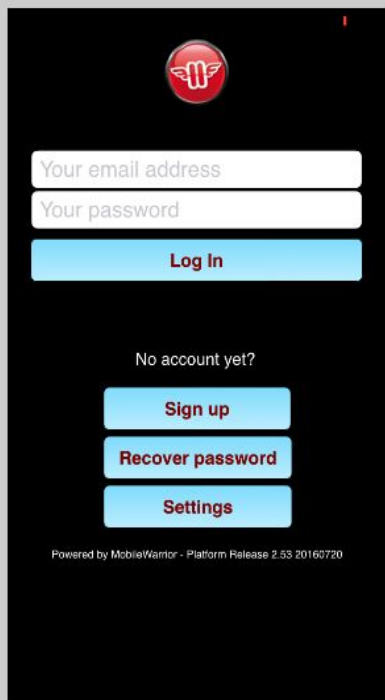 Your email address
Your password
Log In
No account yet?
Sign up
Recover password
Settings
Powered by MobileWarrior - Platform Release 2.53 20160720